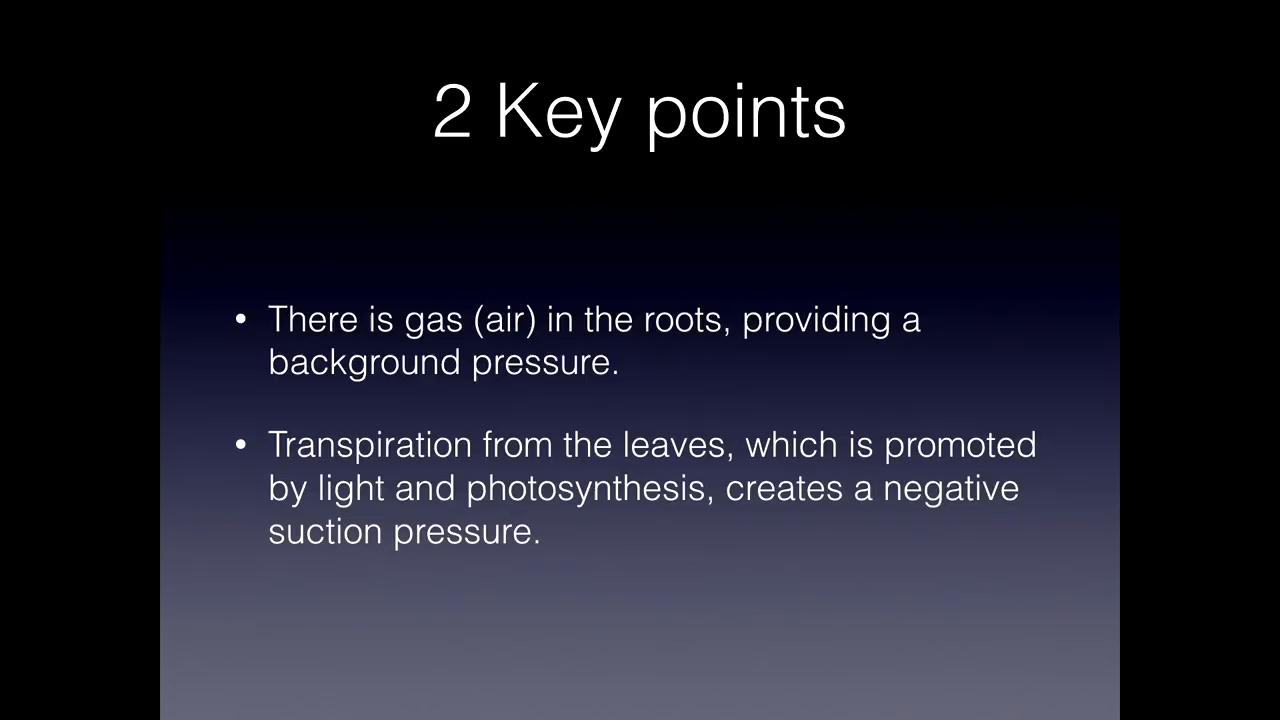 2 Key points
• There is gas (air) in the roots, providing a
background pressure.
• Transpiration from the leaves, which is promoted
by light and photosynthesis, creates a negative
suction pressure.